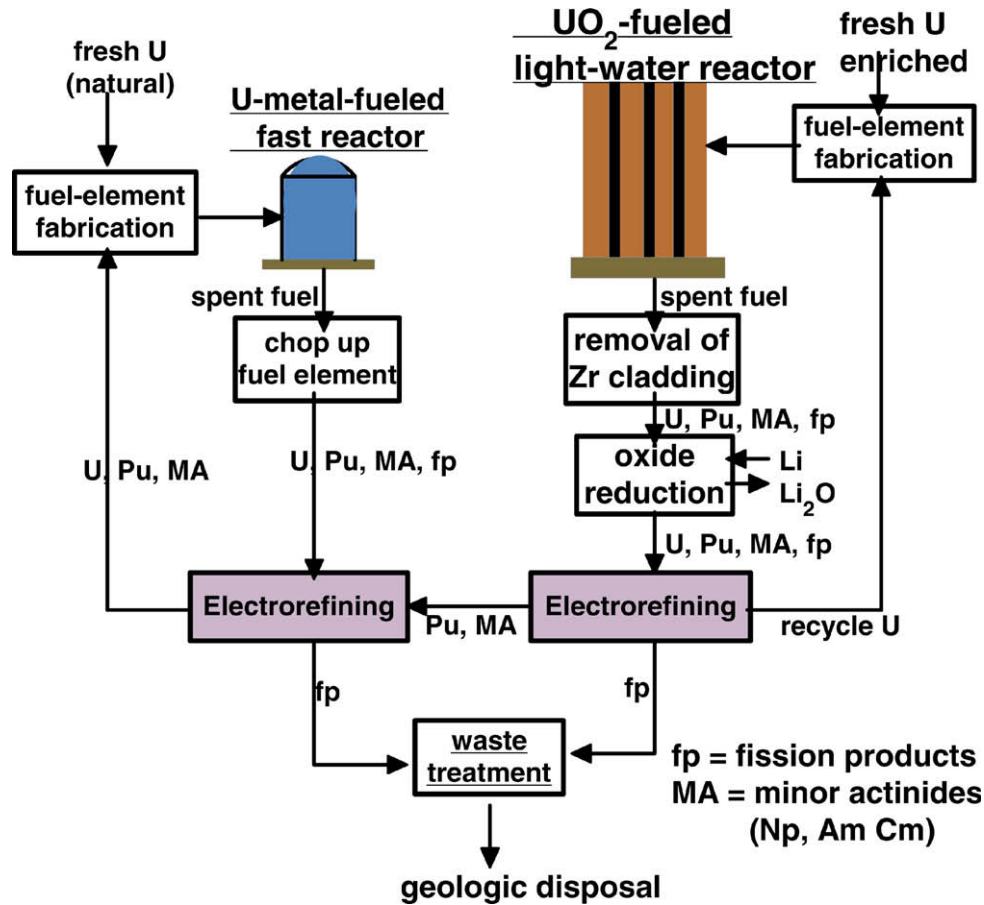 fresh U
(natural)
U-metal-fueled
fast reactor
UO₂-fueled
light-water reactor
fresh U
enriched
fuel-element
fabrication
fuel-element
fabrication
spent fuel
spent fuel
chop up
fuel element
removal of
Zr cladding
U, Pu, MA, fp
oxide
reduction
Li
Li₂O
U, Pu, MA
U, Pu, MA, fp
U, Pu, MA, fp
Electrorefining
Electrorefining
Pu, MA
recycle U
fp
fp
waste
treatment
fp = fission products
MA = minor actinides
(Np, Am Cm)
geologic disposal